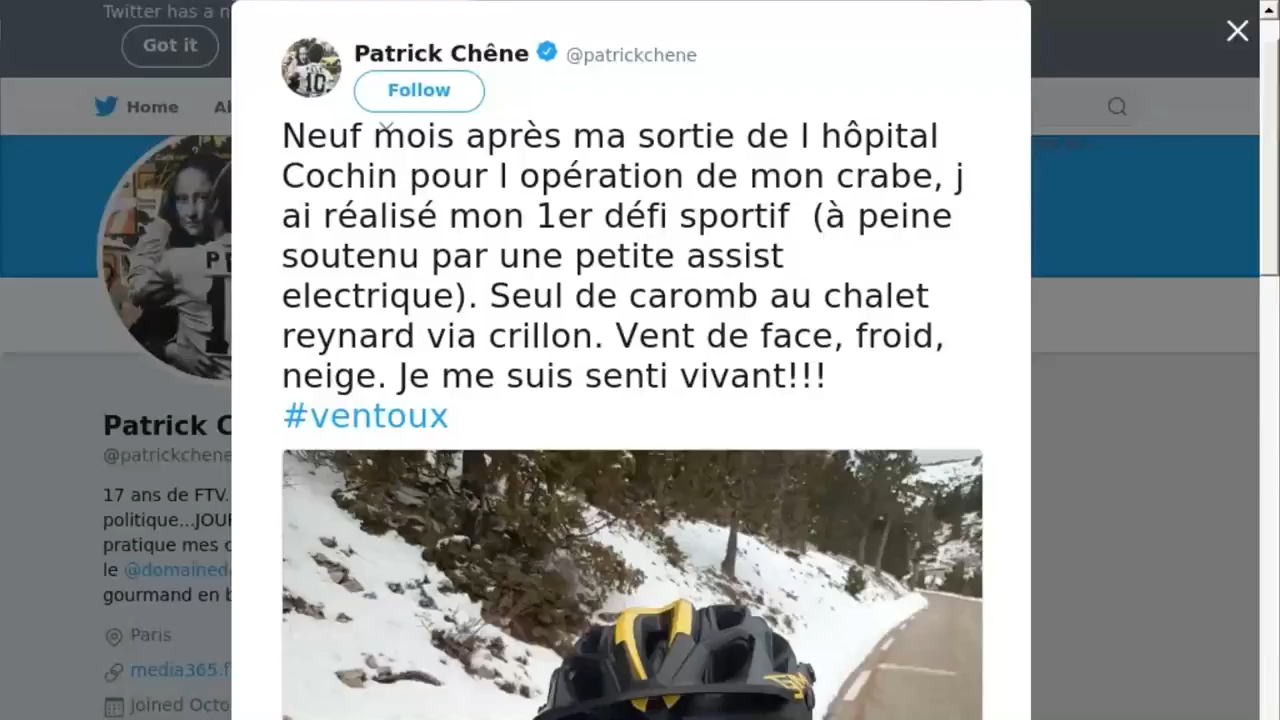 Twitter has a n
Got it
Home
Patrick Chêne @patrickchene
Follow
Neuf mois après ma sortie de l hôpital
Cochin pour l opération de mon crabe, j
ai réalisé mon 1er défi sportif  (à peine
soutenu par une petite assist
electrique). Seul de caromb au chalet
reynard via crillon. Vent de face, froid,
neige. Je me suis senti vivant!!!
#ventoux
10
Patrick C
@patrickchene
17 ans de FTV.
politique...JOUR
pratique mes c
le @domaineda
gourmand en b
Paris
media365.f
Joined Octo